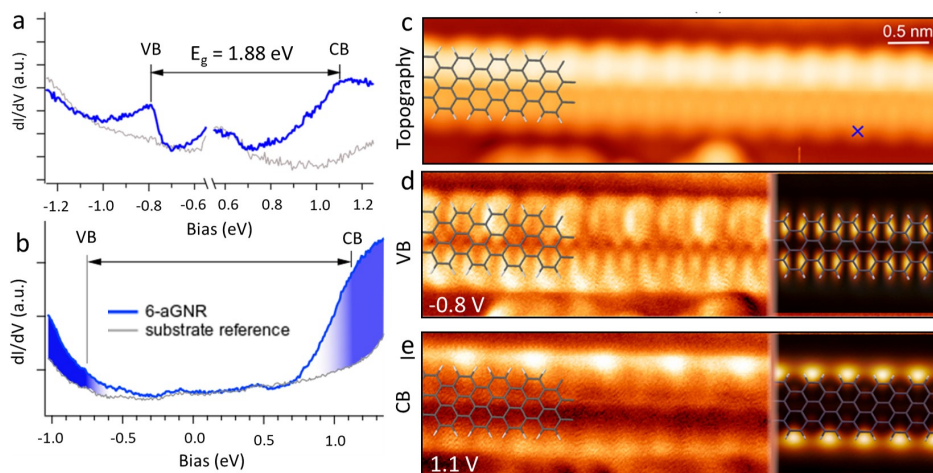 a
VB
Eg = 1.88 eV
CB
dI/dV (a.u.)
-1.2 -1.0 -0.8 -0.6 0.6 0.8 1.0 1.2
Bias (eV)
b
VB
CB
6-aGNR
substrate reference
dI/dV (a.u.)
-1.0 -0.5 0.0 0.5 1.0
Bias (eV)
c
0.5 nm
Topography
d
VB
-0.8 V
e
CB
1.1 V